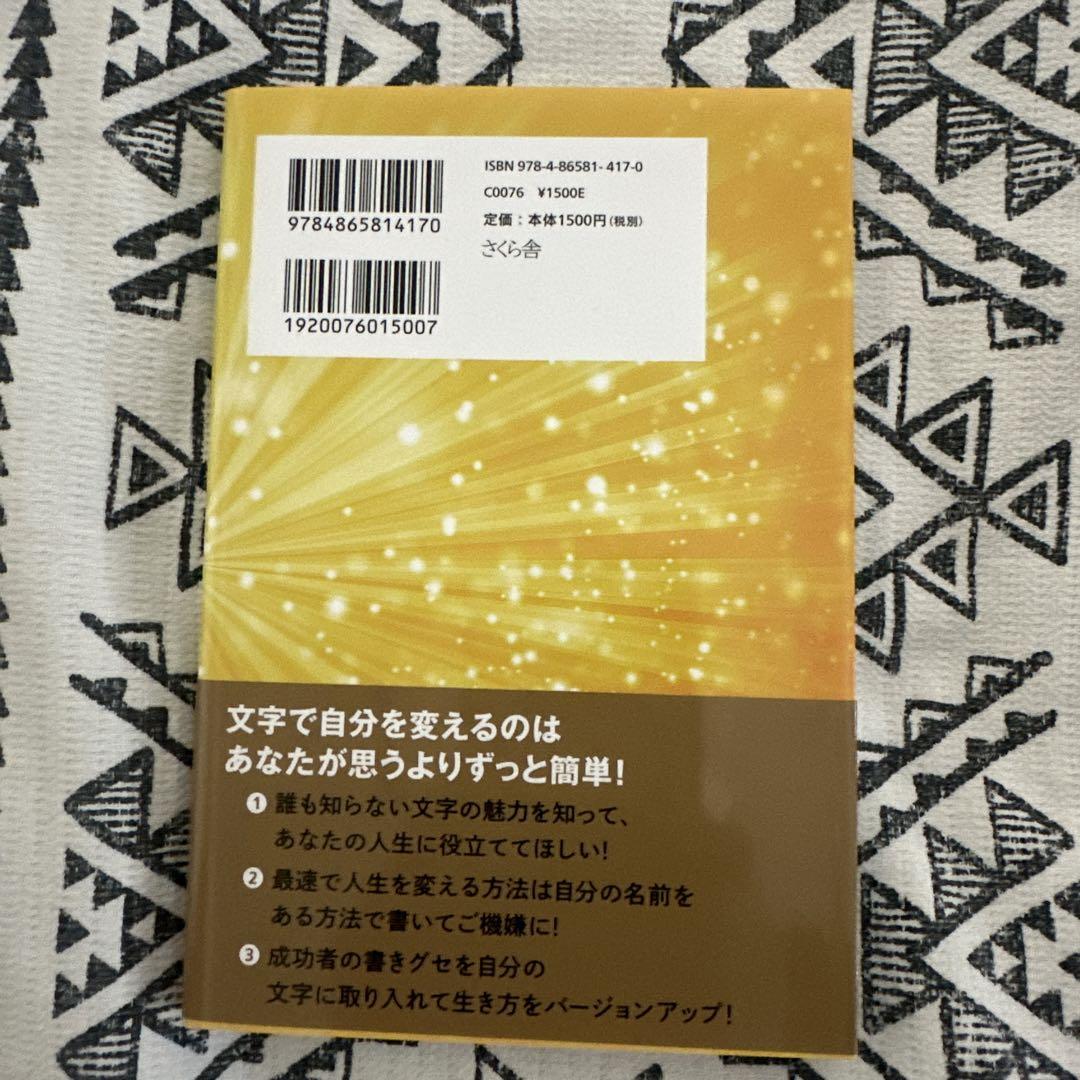 ISBN 978-4-86581- 417-0
C0076 ¥1500E
定価：本体1500円(税別)
さくら舎
9784865814170
1920076015007
文字で自分を変えるのは
あなたが思うよりずっと簡単!
❶ 誰も知らない文字の魅力を知って、
あなたの人生に役立ててほしい!
❷ 最速で人生を変える方法は自分の名前を
ある方法で書いてご機嫌に!
❸ 成功者の書きグセを自分の
文字に取り入れて生き方をバージョンアップ!